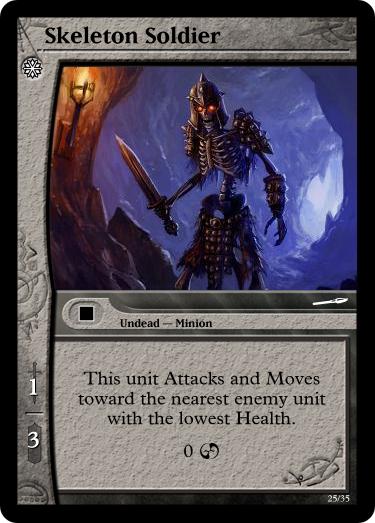 Skeleton Soldier
Undead — Minion
This unit Attacks and Moves
toward the nearest enemy unit
with the lowest Health.
0
1
3
25/35